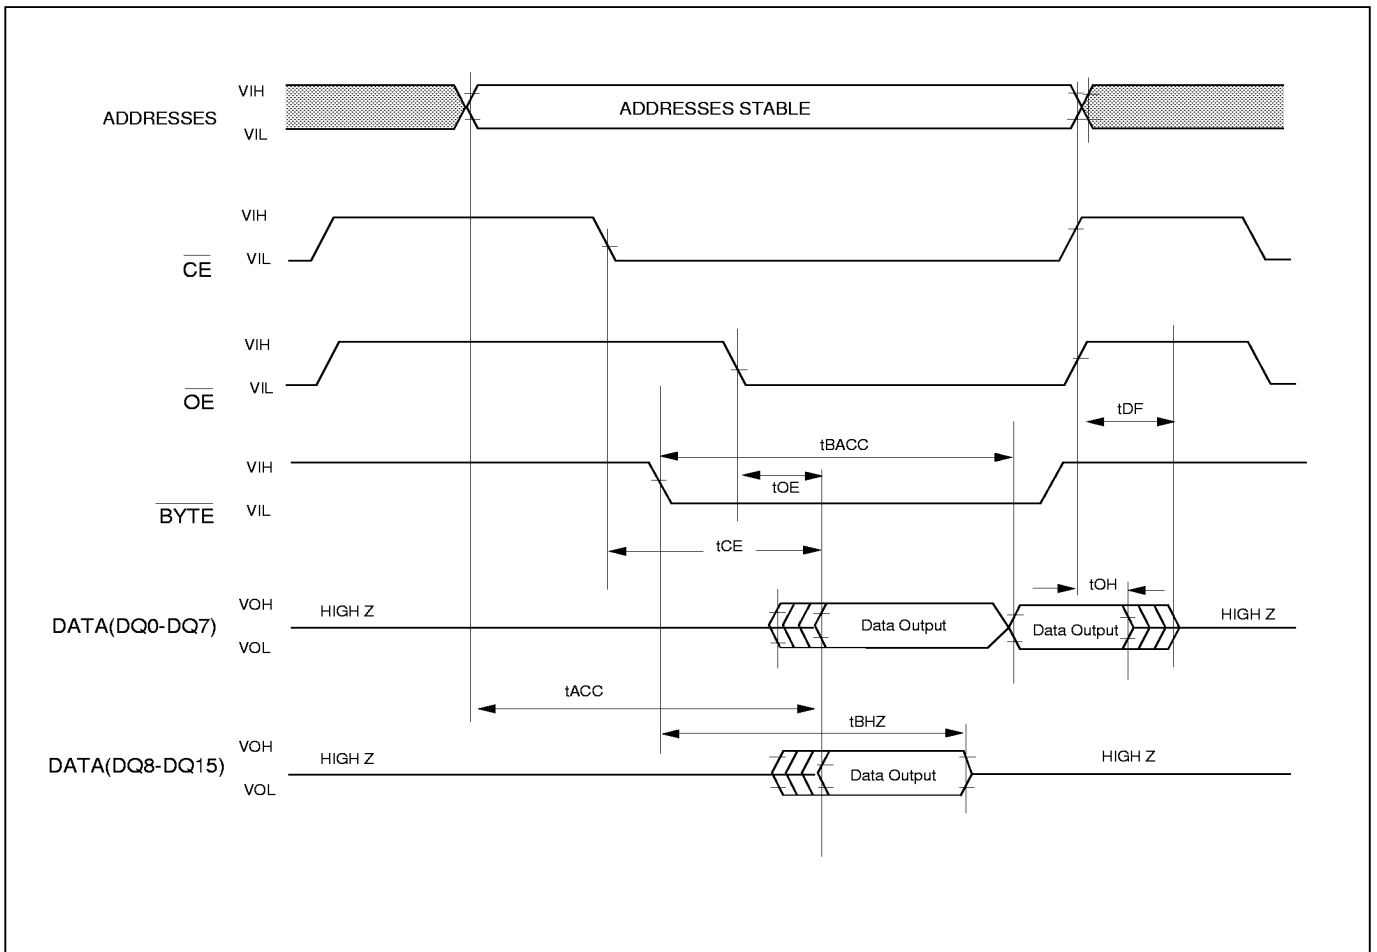 VIH
ADDRESSES STABLE
ADDRESSES
VIL
VIH
VIL
CE
VIH
VIL
OE
tDF
tBACC
VIH
tOE
VIL
BYTE
tCE
tOH
VOH
HIGH Z
HIGH Z
DATA(DQ0-DQ7)
Data Output
Data Output
VOL
tACC
tBHZ
VOH
HIGH Z
HIGH Z
DATA(DQ8-DQ15)
Data Output
VOL